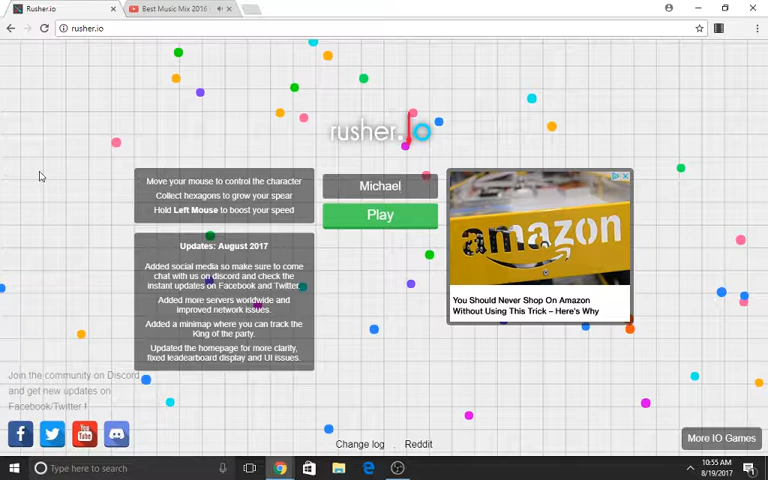 Rusher.io
Best Music Mix 2016
rusher.io
rusher.io
Move your mouse to control the character
Collect hexagons to grow your spear
Hold Left Mouse to boost your speed
Michael
Play
Updates: August 2017
Added social media so make sure to come
chat with us on discord and check the
instant updates on Facebook and Twitter.
Added more servers worldwide and
improved network issues.
Added a minimap where you can track the
King of the party.
Updated the homepage for more clarity,
fixed leaderboard display and UI issues.
amazon
You Should Never Shop On Amazon
Without Using This Trick – Here's Why
Join the community on Discord
and get new updates on
Facebook/Twitter !
You
Tube
Change log . Reddit
More IO Games
Type here to search
10:55 AM
8/19/2017